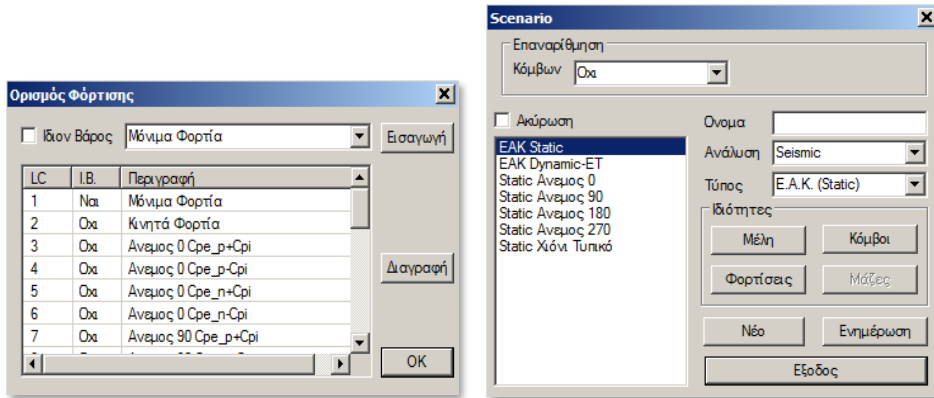 Ορισμός Φόρτισης
Ιδιον Βάρος Μόνιμα Φορτία Εισαγωγή
LC Ι.Β. Περιγραφή
1 Ναι Μόνιμα Φορτία
2 Οχι Κινητά Φορτία
3 Οχι Ανεμος 0 Cpe_p+Cpi
4 Οχι Ανεμος 0 Cpe_p-Cpi
5 Οχι Ανεμος 0 Cpe_n+Cpi
6 Οχι Ανεμος 0 Cpe_n-Cpi
7 Οχι Ανεμος 90 Cpe_p+Cpi
Διαγραφή
OK
Scenario
Επαναρίθμηση
Κόμβων Οχι
Ακύρωση
EAK Static
EAK Dynamic-ET
Static Ανεμος 0
Static Ανεμος 90
Static Ανεμος 180
Static Ανεμος 270
Static Χιόνι Τυπικό
Ονομα
Ανάλυση Seismic
Τύπος Ε.Α.Κ. (Static)
Ιδιότητες
Μέλη Κόμβοι
Φορτίσεις Μάζες
Νέο Ενημέρωση
Εξοδος